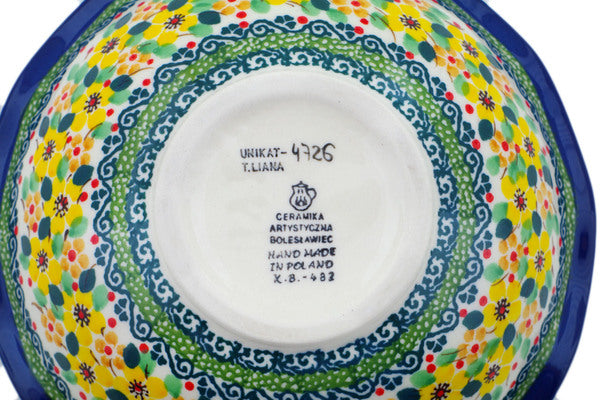 UNIKAT-4726
T.LIANA
CERAMIKA
ARTYSTYCZNA
BOLESŁAWIEC
HAND MADE
IN POLAND
X.B.-483